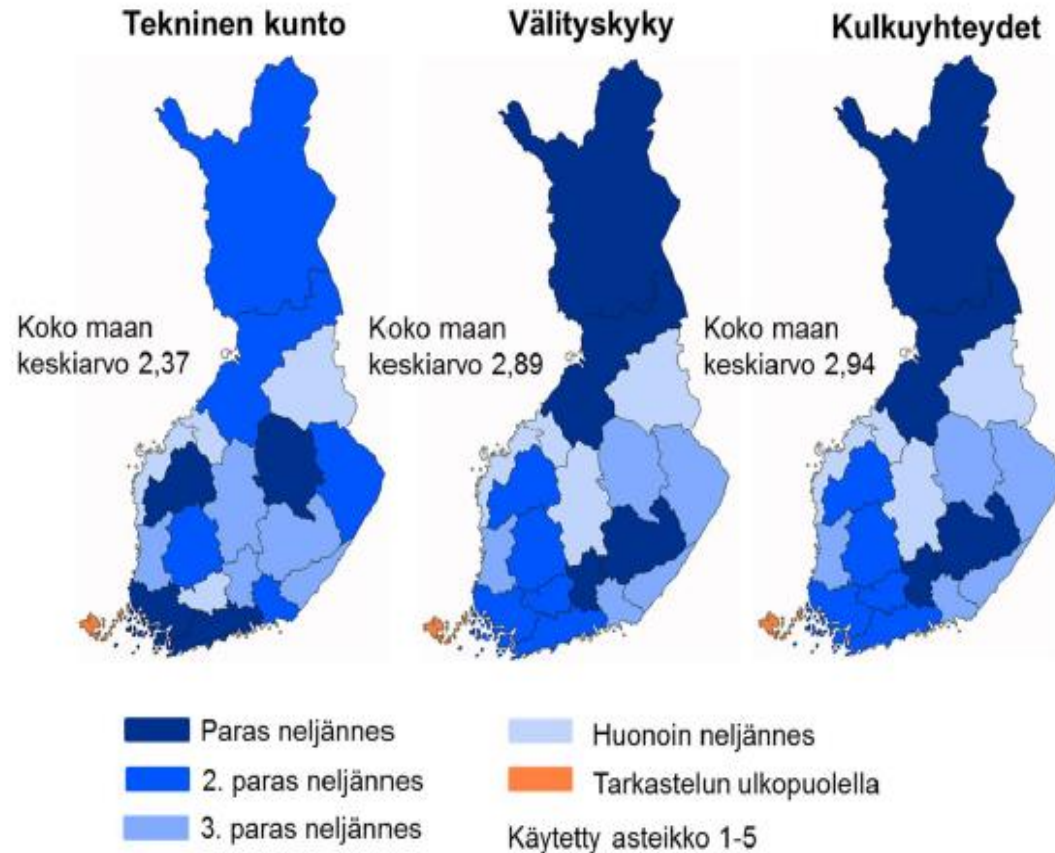 Tekninen kunto
Välityskyky
Kulkuyhteydet
Koko maan
keskiarvo 2,37
Koko maan
keskiarvo 2,89
Koko maan
keskiarvo 2,94
Paras neljännes
2. paras neljännes
3. paras neljännes
Huonoin neljännes
Tarkastelun ulkopuolella
Käytetty asteikko 1-5